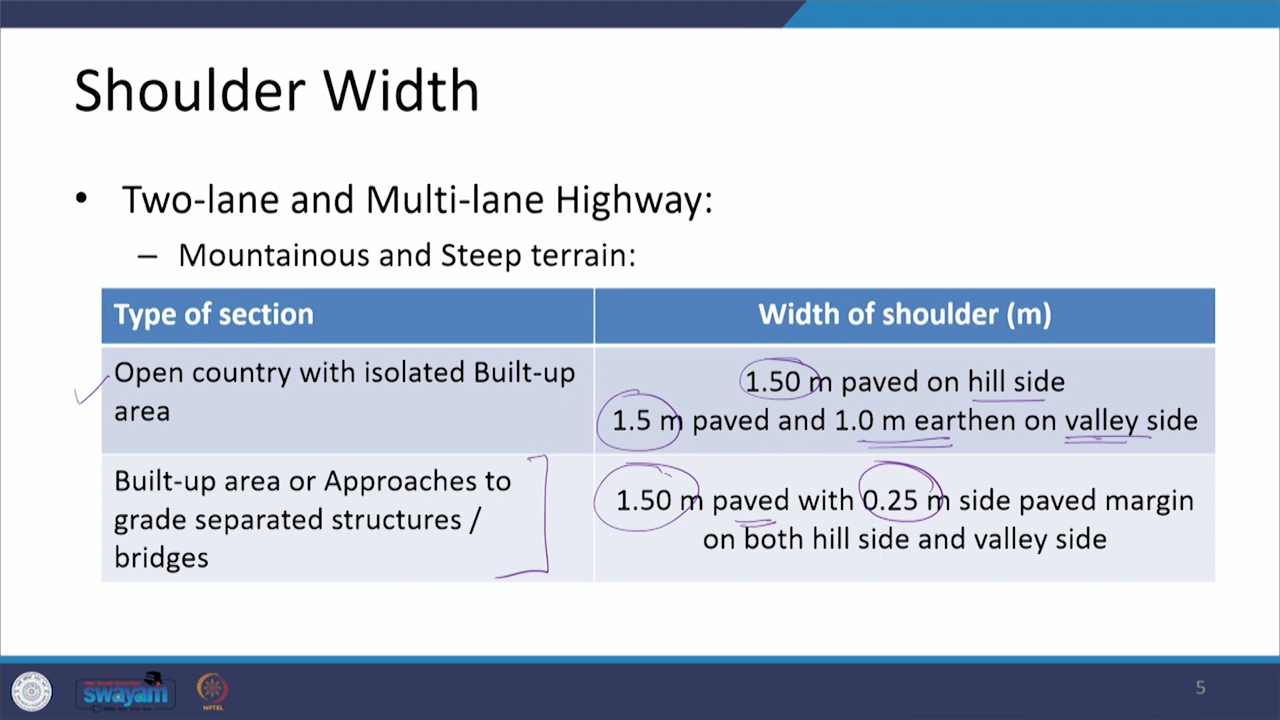 Shoulder Width
• Two-lane and Multi-lane Highway:
– Mountainous and Steep terrain:
Type of section
Width of shoulder (m)
Open country with isolated Built-up
area
1.50 m paved on hill side
1.5 m paved and 1.0 m earthen on valley side
Built-up area or Approaches to
grade separated structures /
bridges
1.50 m paved with 0.25 m side paved margin
on both hill side and valley side
swayam
NPTEL
5